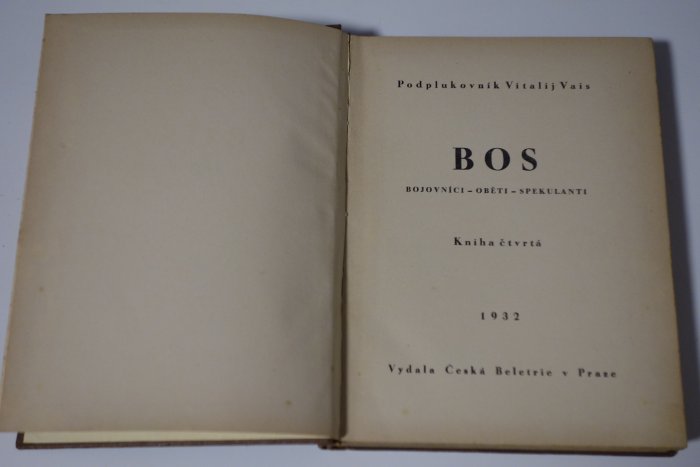 Podplukovník Vitalij Vais
BOS
BOJOVNÍCI – OBĚTI – SPEKULANTI
Kniha čtvrtá
1932
Vydala Česká Beletrie v Praze